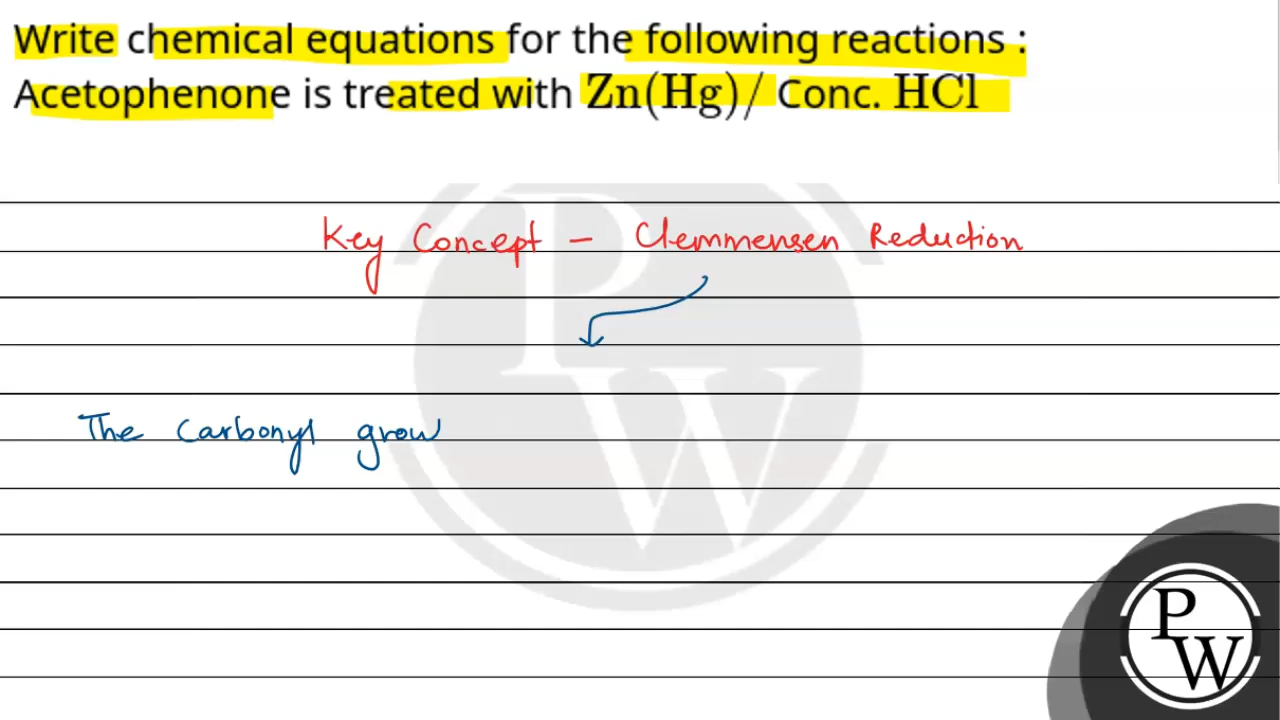 Write chemical equations for the following reactions :
Acetophenone is treated with Zn(Hg)/ Conc. HCl
Key Concept - Clemmensen Reduction
The carbonyl grou
P
W
P
W